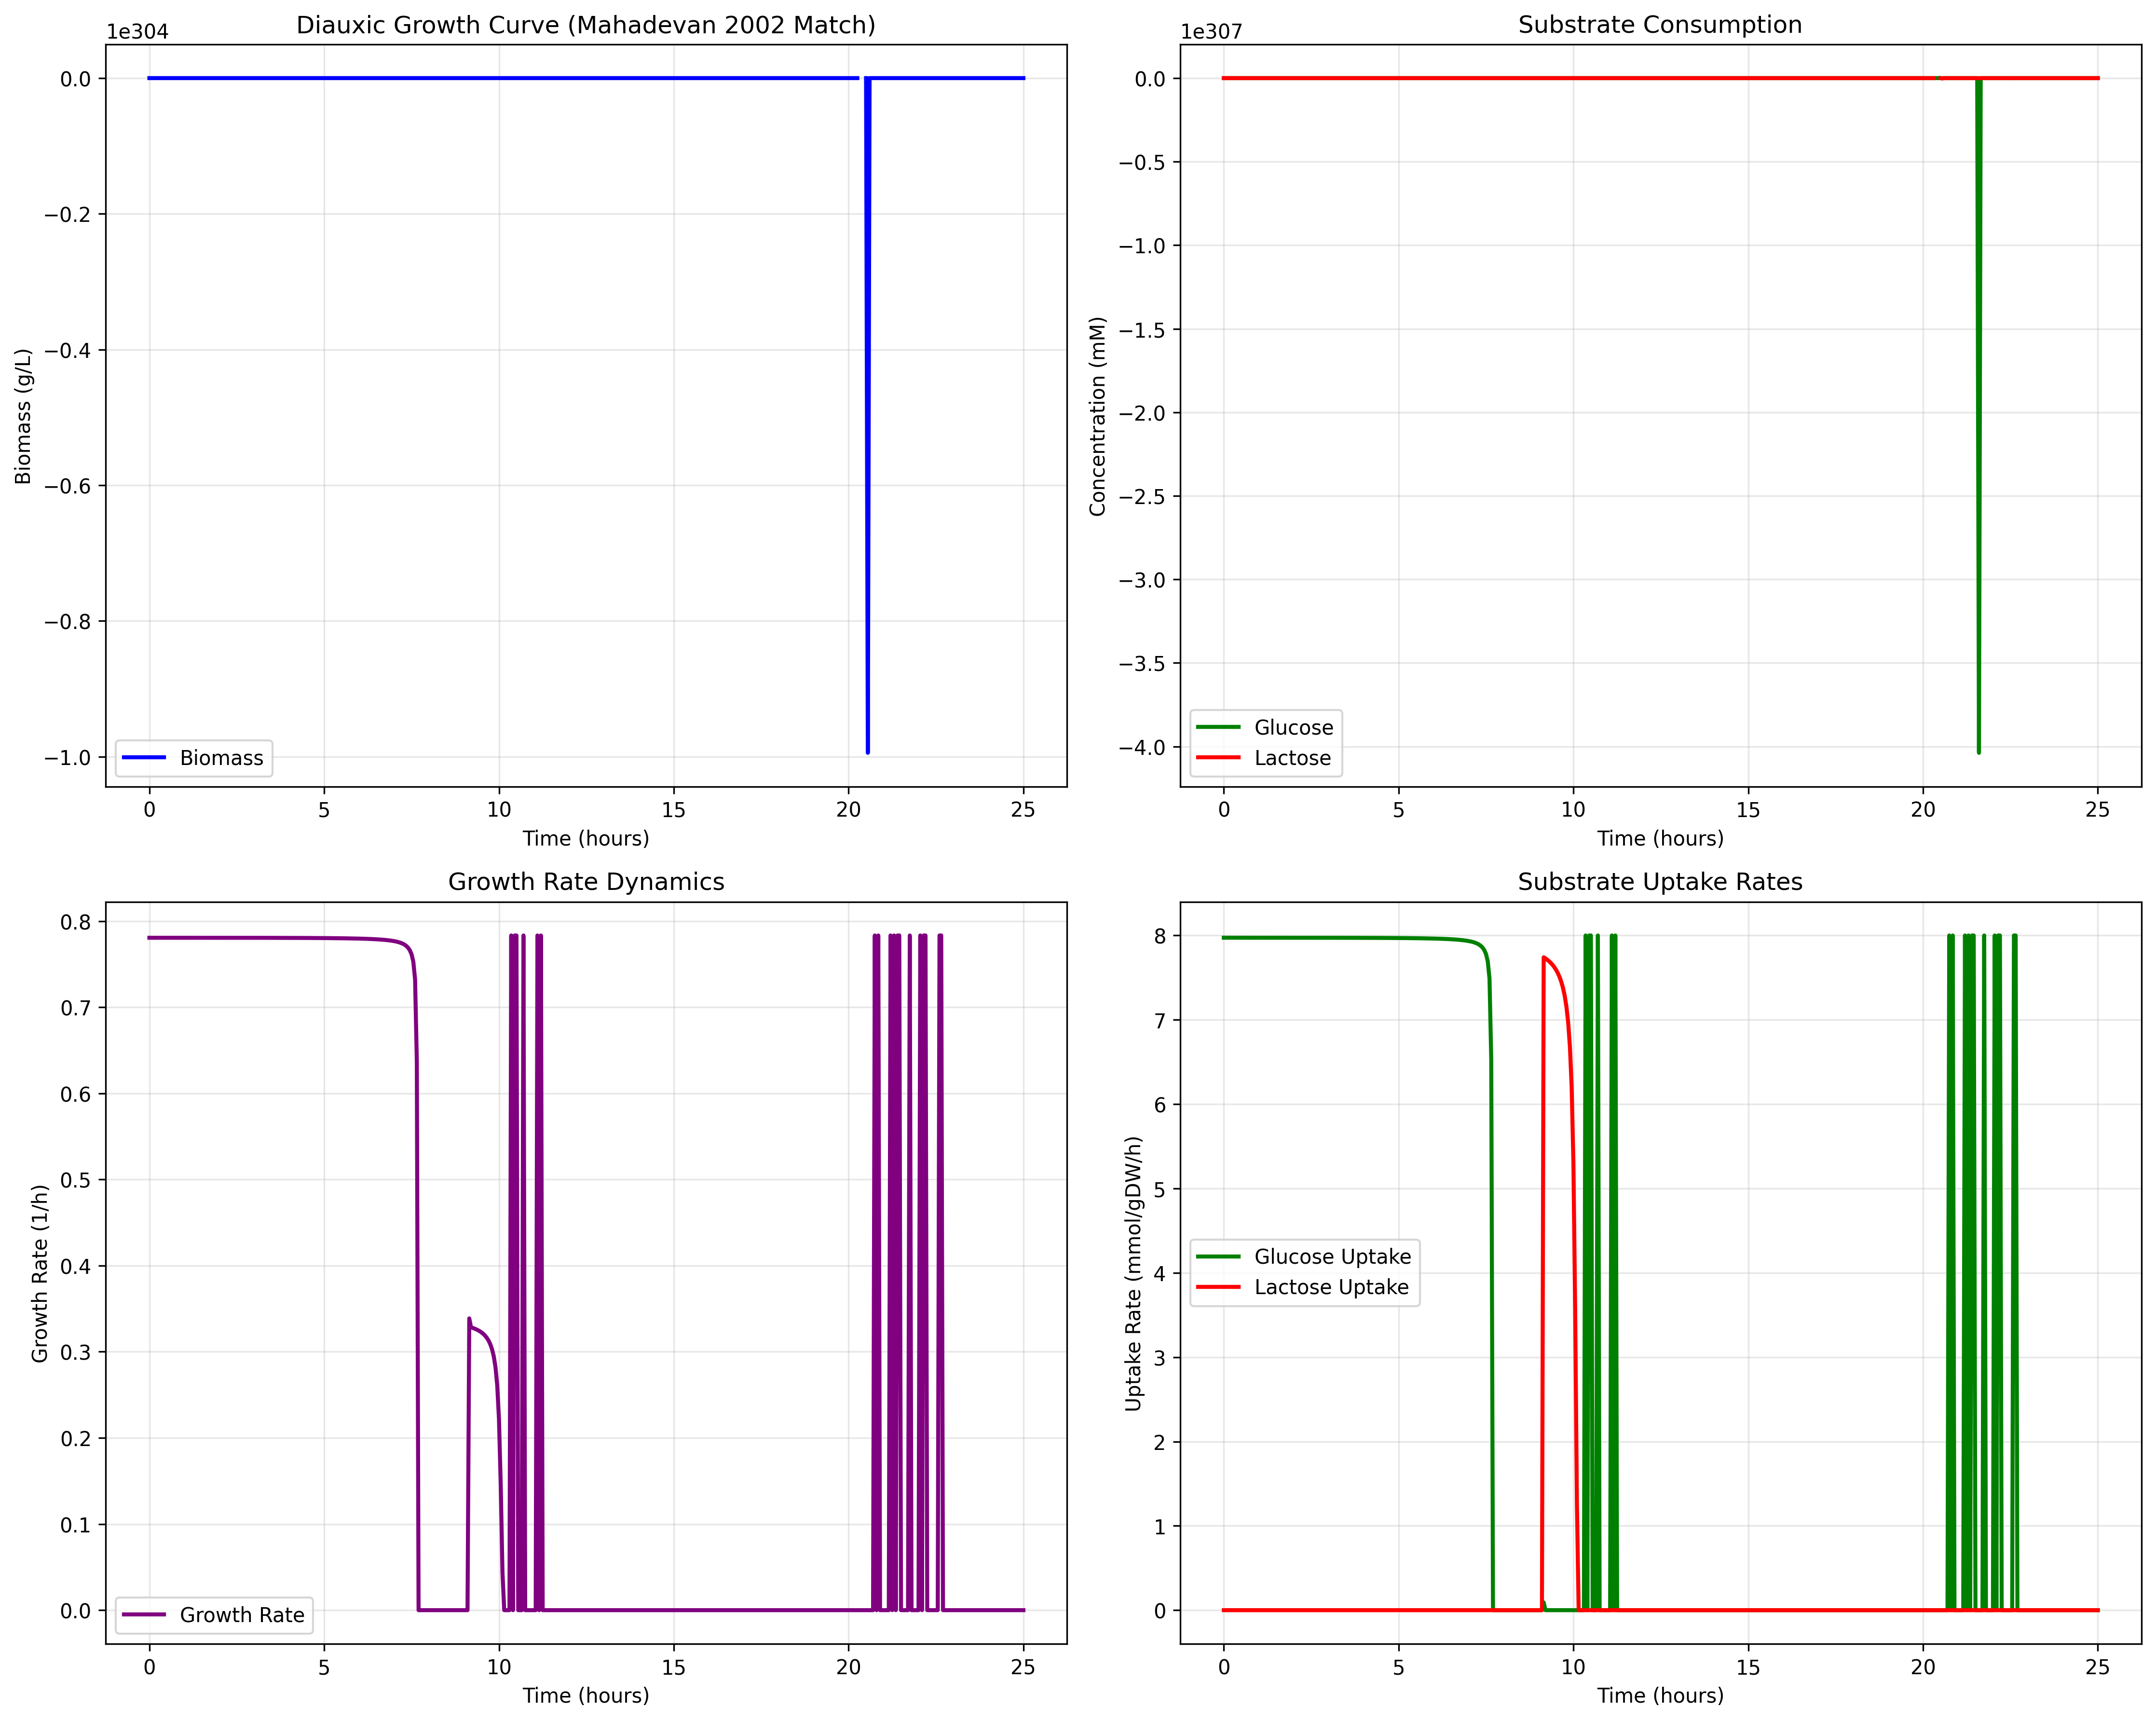 Diauxic Growth Curve (Mahadevan 2002 Match)
1e304
0.0
−0.2
−0.4
−0.6
−0.8
−1.0
Biomass (g/L)
Biomass
0 5 10 15 20 25
Time (hours)
Substrate Consumption
1e307
0.0
−0.5
−1.0
−1.5
−2.0
−2.5
−3.0
−3.5
−4.0
Concentration (mM)
Glucose
Lactose
0 5 10 15 20 25
Time (hours)
Growth Rate Dynamics
0.8
0.7
0.6
0.5
0.4
0.3
0.2
0.1
0.0
Growth Rate (1/h)
Growth Rate
0 5 10 15 20 25
Time (hours)
Substrate Uptake Rates
8
7
6
5
4
3
2
1
0
Uptake Rate (mmol/gDW/h)
Glucose Uptake
Lactose Uptake
0 5 10 15 20 25
Time (hours)